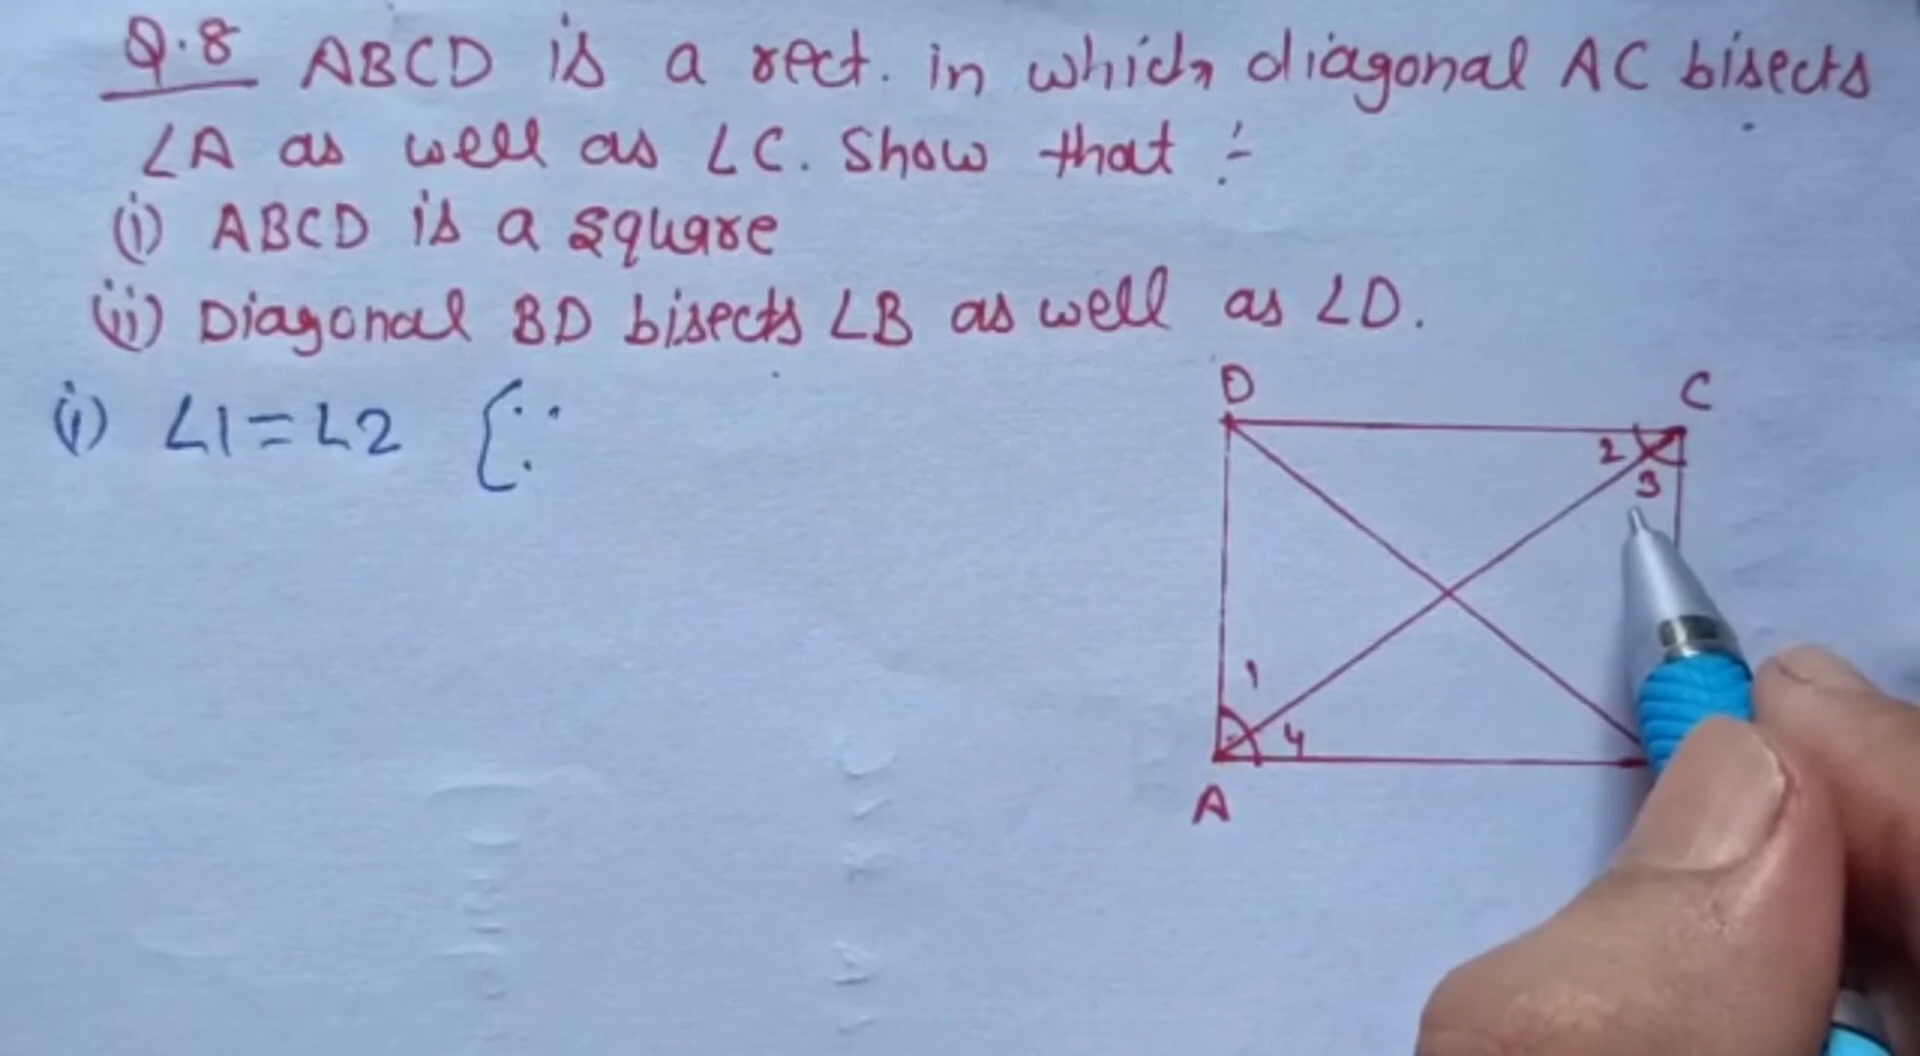 Q.8 ABCD is a rect. in which diagonal AC bisects
∠A as well as ∠C. Show that :-
(i) ABCD is a square
(ii) Diagonal BD bisects ∠B as well as ∠D.
(i) ∠1=∠2 [∵
D
C
2
3
1
4
A